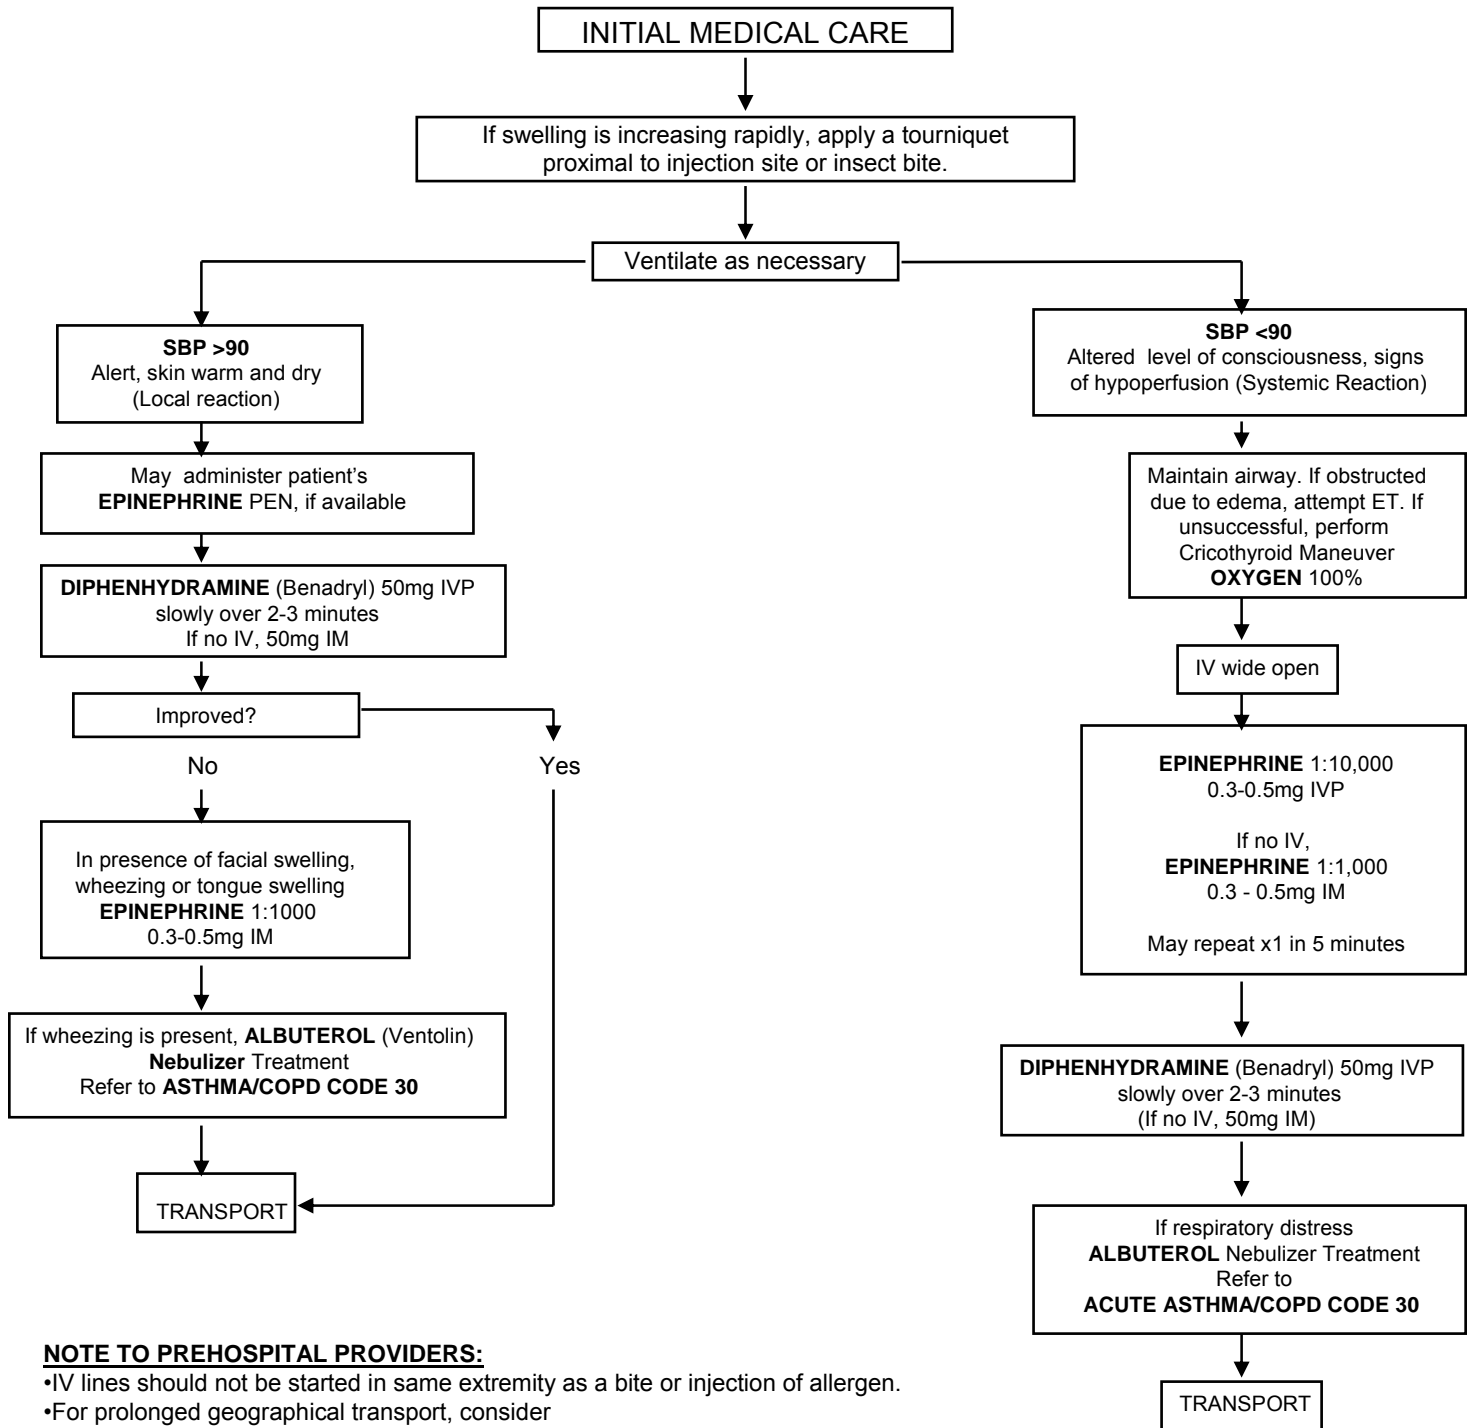 INITIAL MEDICAL CARE
If swelling is increasing rapidly, apply a tourniquet
proximal to injection site or insect bite.
Ventilate as necessary
SBP >90
Alert, skin warm and dry
(Local reaction)
May  administer patient’s
EPINEPHRINE PEN, if available
DIPHENHYDRAMINE (Benadryl) 50mg IVP
slowly over 2-3 minutes
If no IV, 50mg IM
Improved?
No
Yes
In presence of facial swelling,
wheezing or tongue swelling
EPINEPHRINE 1:1000
0.3-0.5mg IM
If wheezing is present, ALBUTEROL (Ventolin)
Nebulizer Treatment
Refer to ASTHMA/COPD CODE 30
TRANSPORT
SBP <90
Altered  level of consciousness, signs
of hypoperfusion (Systemic Reaction)
Maintain airway. If obstructed
due to edema, attempt ET. If
unsuccessful, perform
Cricothyroid Maneuver
OXYGEN 100%
IV wide open
EPINEPHRINE 1:10,000
0.3-0.5mg IVP
If no IV,
EPINEPHRINE 1:1,000
0.3 - 0.5mg IM
May repeat x1 in 5 minutes
DIPHENHYDRAMINE (Benadryl) 50mg IVP
slowly over 2-3 minutes
(If no IV, 50mg IM)
If respiratory distress
ALBUTEROL Nebulizer Treatment
Refer to
ACUTE ASTHMA/COPD CODE 30
TRANSPORT
NOTE TO PREHOSPITAL PROVIDERS:
•IV lines should not be started in same extremity as a bite or injection of allergen.
•For prolonged geographical transport, consider